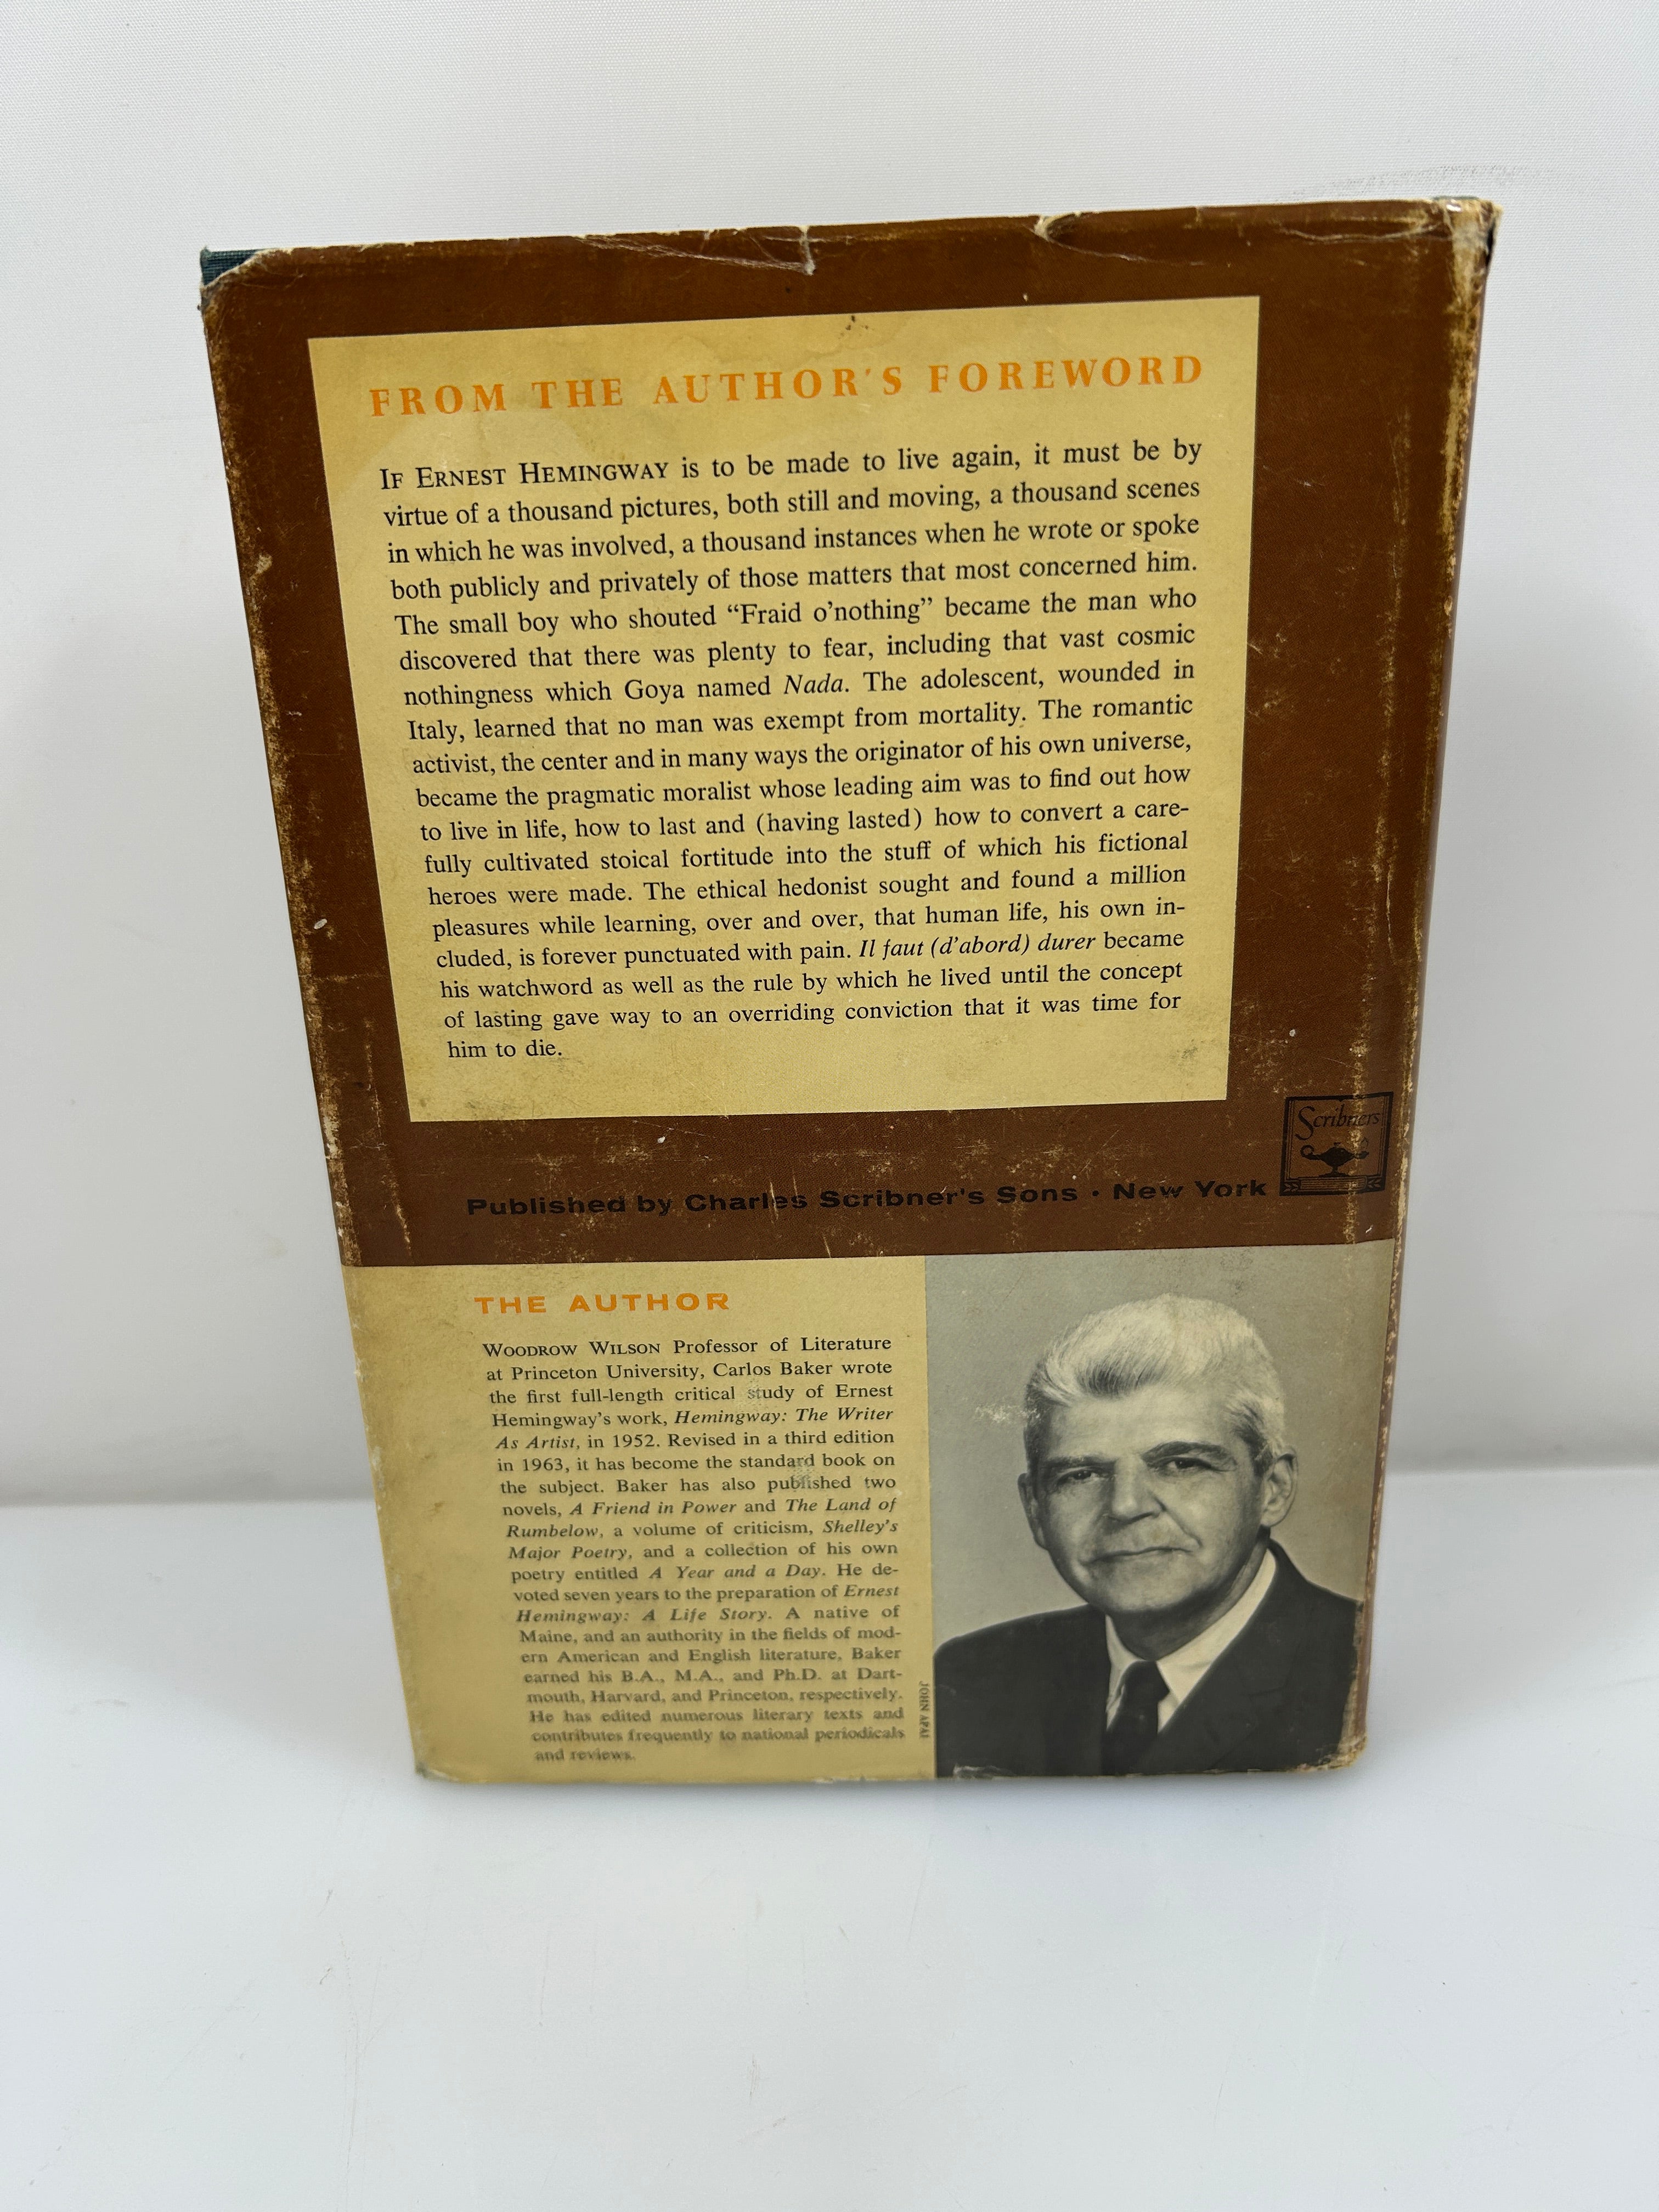 FROM THE AUTHOR'S FOREWORD
IF ERNEST HEMINGWAY is to be made to live again, it must be by
virtue of a thousand pictures, both still and moving, a thousand scenes
in which he was involved, a thousand instances when he wrote or spoke
both publicly and privately of those matters that most concerned him.
The small boy who shouted “Fraid o’nothing” became the man who
discovered that there was plenty to fear, including that vast cosmic
nothingness which Goya named Nada. The adolescent, wounded in
Italy, learned that no man was exempt from mortality. The romantic
activist, the center and in many ways the originator of his own universe,
became the pragmatic moralist whose leading aim was to find out how
to live in life, how to last and (having lasted) how to convert a care-
fully cultivated stoical fortitude into the stuff of which his fictional
heroes were made. The ethical hedonist sought and found a million
pleasures while learning, over and over, that human life, his own in-
cluded, is forever punctuated with pain. Il faut (d’abord) durer became
his watchword as well as the rule by which he lived until the concept
of lasting gave way to an overriding conviction that it was time for
him to die.
Scribners
Published by Charles Scribner's Sons • New York
THE AUTHOR
WOODROW WILSON Professor of Literature
at Princeton University, Carlos Baker wrote
the first full-length critical study of Ernest
Hemingway’s work, Hemingway: The Writer
As Artist, in 1952. Revised in a third edition
in 1963, it has become the standard book on
the subject. Baker has also published two
novels, A Friend in Power and The Land of
Rumbelow, a volume of criticism, Shelley’s
Major Poetry, and a collection of his own
poetry entitled A Year and a Day. He de-
voted seven years to the preparation of Ernest
Hemingway: A Life Story. A native of
Maine, and an authority in the fields of mod-
ern American and English literature, Baker
earned his B.A., M.A., and Ph.D. at Dart-
mouth, Harvard, and Princeton, respectively.
He has edited numerous literary texts and
contributes frequently to national periodicals
and reviews.
JOHN APAI